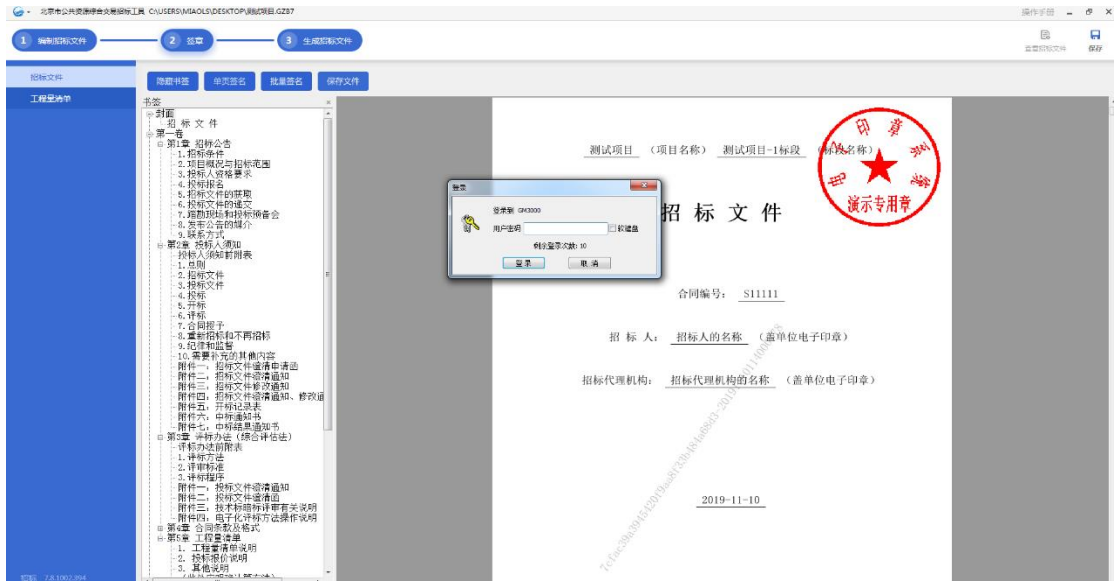 北京市公共资源综合交易招标工具 C:\USERS\MIAOLS\DESKTOP\测试项目.GZB7
操作手册
1 编制招标文件
2 签章
3 生成招标文件
查看招标文件
保存
招标文件
工程量清单
隐藏书签 单页签名 批量签名 保存文件
书签
封面
招 标 文 件
第一卷
第1章 招标公告
1.招标条件
2.项目概况与招标范围
3.投标人资格要求
4.投标报名
5.招标文件的获取
6.投标文件的递交
7.踏勘现场和投标预备会
8.发布公告的媒介
9.联系方式
第2章 投标人须知
投标人须知前附表
1.总则
2.招标文件
3.投标文件
4.投标
5.开标
6.评标
7.合同授予
8.重新招标和不再招标
9.纪律和监督
10.需要补充的其他内容
附件一：招标文件澄清申请函
附件二：招标文件澄清通知
附件三：招标文件修改通知
附件四：招标文件澄清通知、修改通
附件五：开标记录表
附件六：中标通知书
附件七：中标结果通知书
第3章 评标办法（综合评估法）
评标办法前附表
1.评标方法
2.评审标准
3.评标程序
附件一：投标文件澄清通知
附件二：投标文件澄清函
附件三：技术标暗标评审有关说明
附件四：电子化评标方法操作说明
第4章 合同条款及格式
第5章 工程量清单
1. 工程量清单说明
2. 投标报价说明
3. 其他说明
招标 7.8.1002.994
测试项目 （项目名称） 测试项目-1标段 （标段名称）
电子印章系统
演示专用章
招 标 文 件
合同编号： S11111
招 标 人： 招标人的名称 （盖单位电子印章）
招标代理机构： 招标代理机构的名称 （盖单位电子印章）
2019-11-10
登录
登录到 GM3000
用户密码
软键盘
剩余登录次数: 10
登 录 取 消